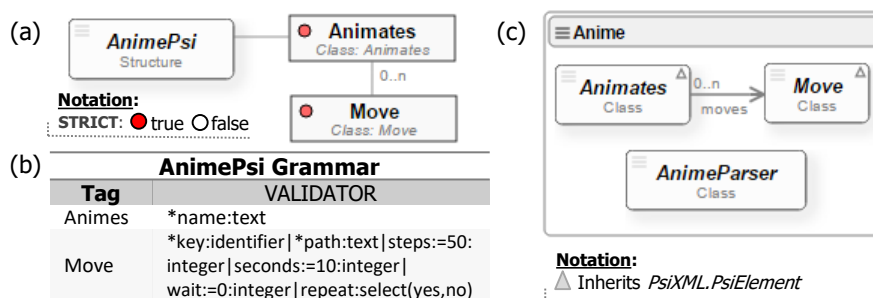 (a)
AnimePsi
Structure
Animates
Class: Animates
0..n
Move
Class: Move
Notation:
STRICT: true false
(b)
AnimePsi Grammar
Tag VALIDATOR
Animes *name:text
Move *key:identifier|*path:text|steps:=50:
integer|seconds:=10:integer|
wait:=0:integer|repeat:select(yes,no)
(c)
Anime
Animates
Class
0..n
moves
Move
Class
AnimeParser
Class
Notation:
Inherits PsiXML.PsiElement